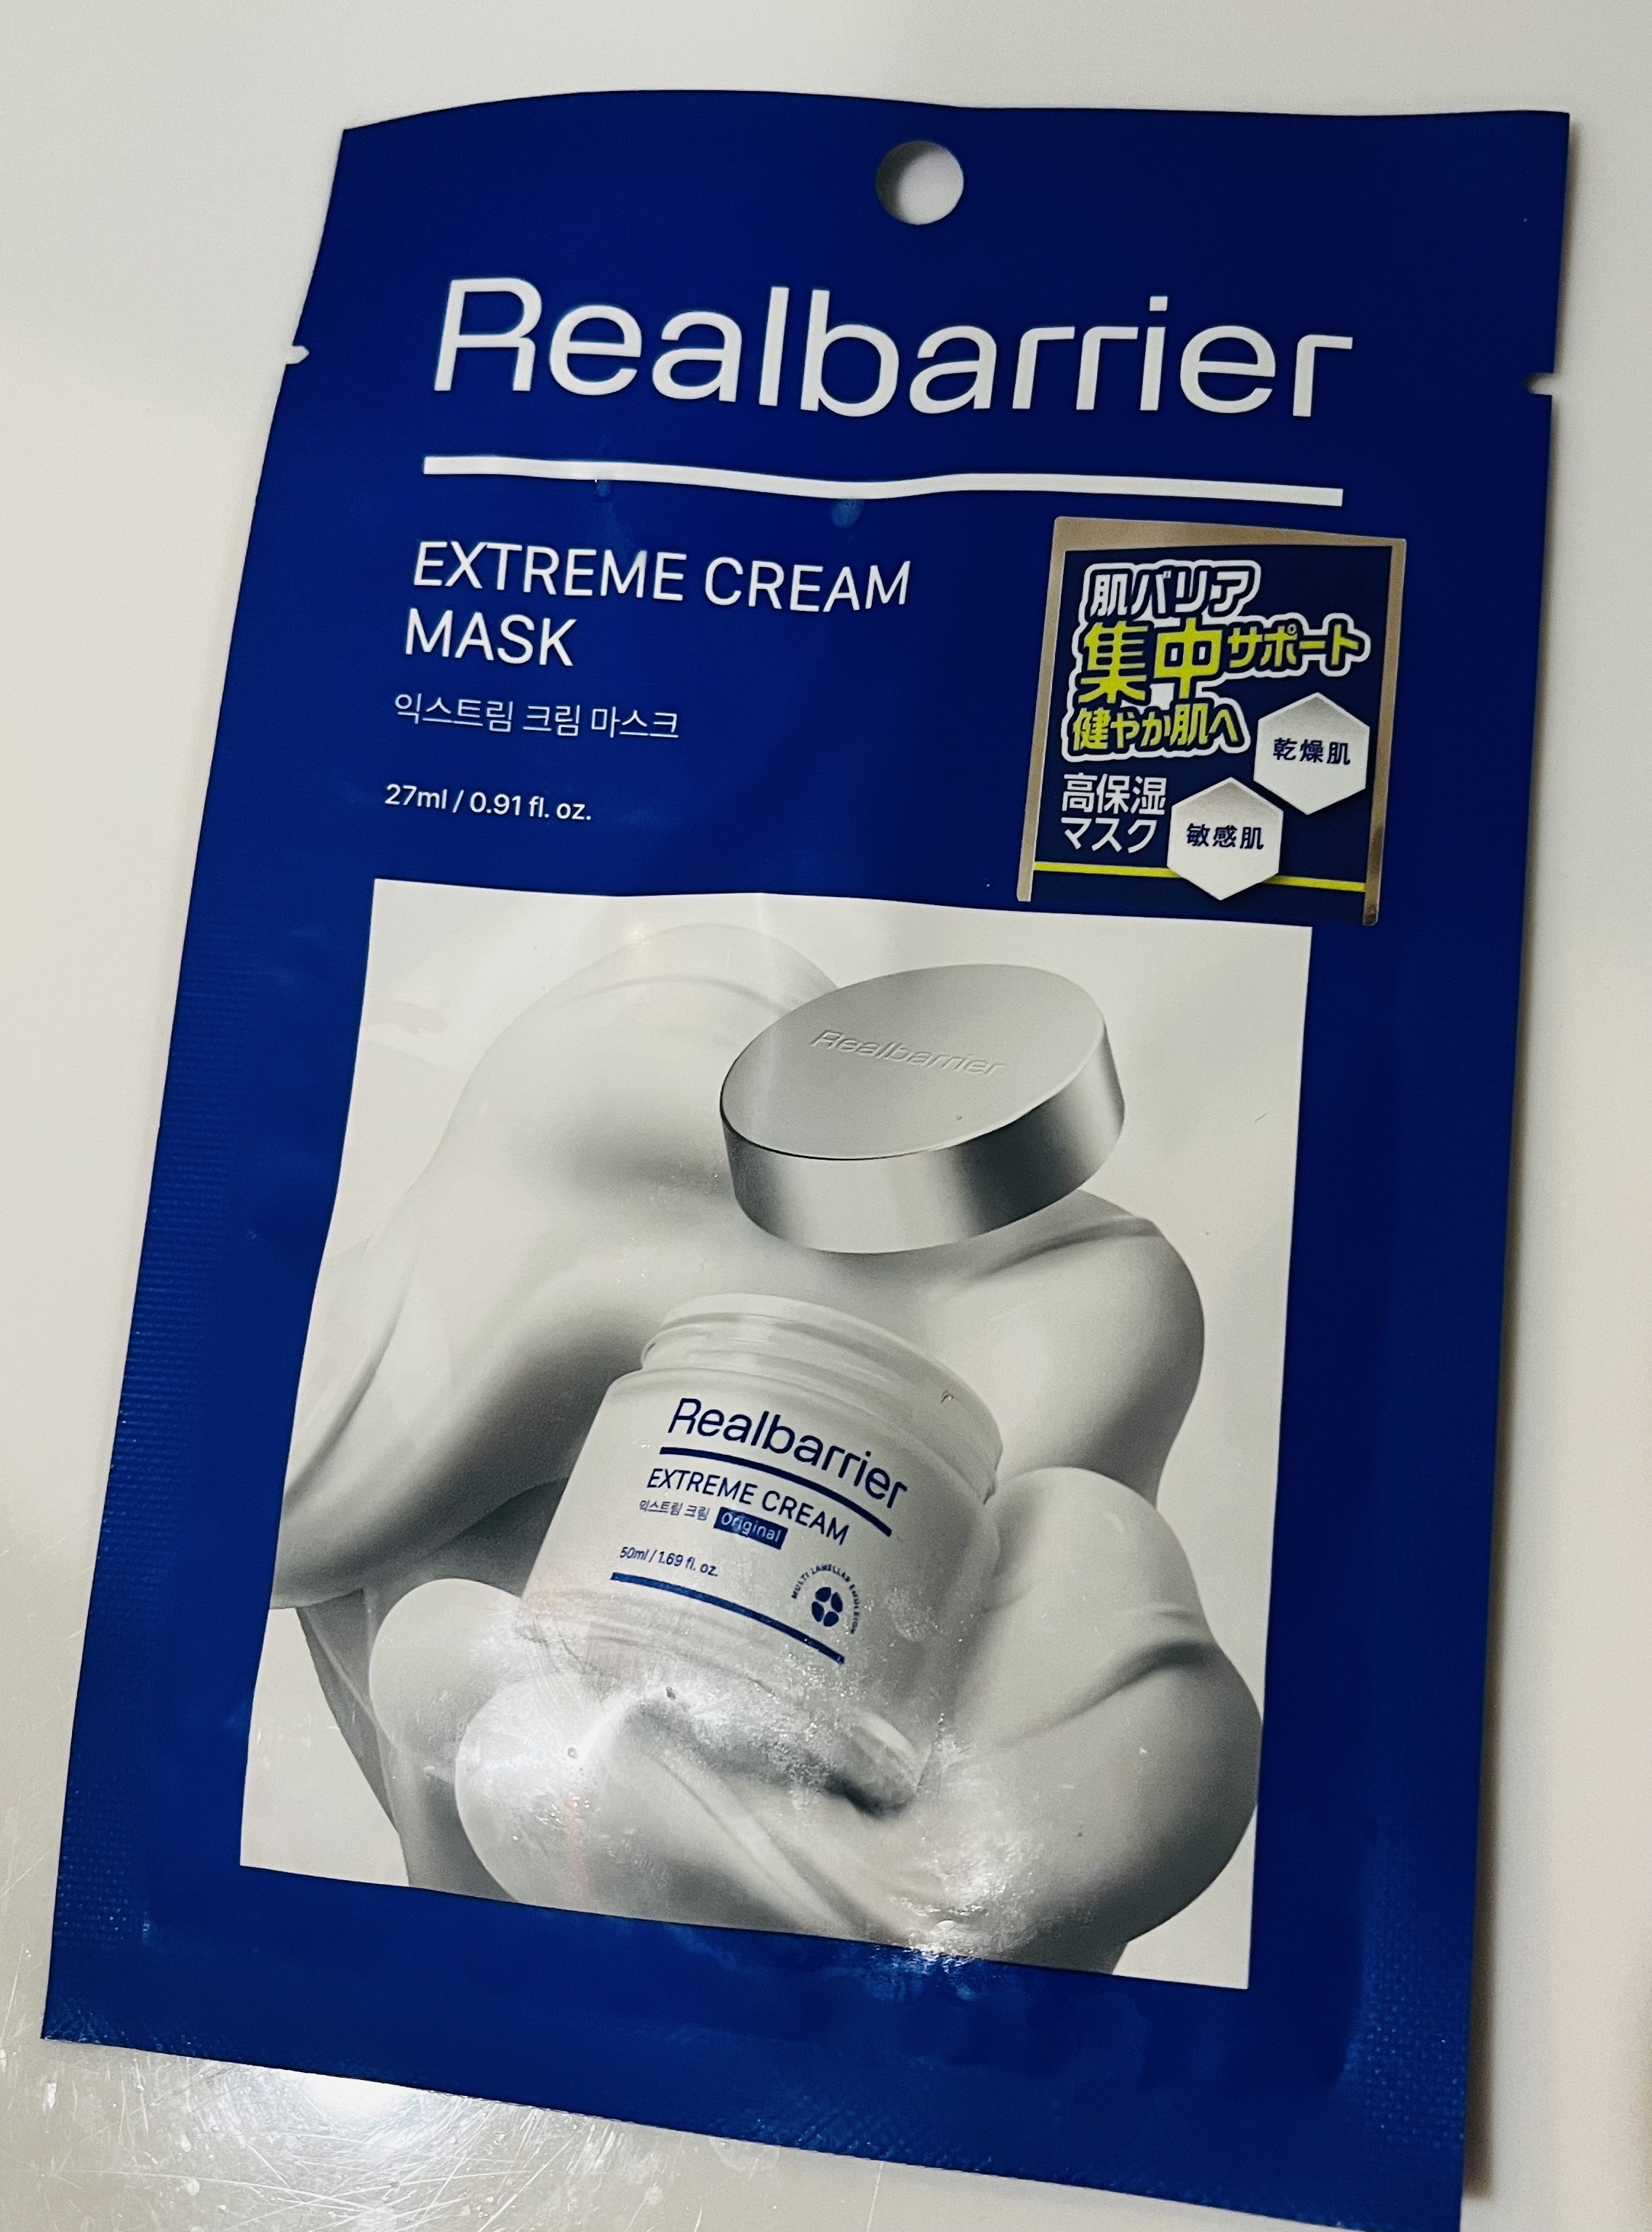 Realbarrier
EXTREME CREAM
MASK
익스트림 크림 마스크
27ml / 0.91 fl. oz.
肌バリア
集中サポート
健やか肌へ
乾燥肌
高保湿
マスク
敏感肌
Realbarrier
Realbarrier
EXTREME CREAM
익스트림 크림 Original
50ml / 1.69 fl. oz.
MULTI LAMELLAR EMULSION